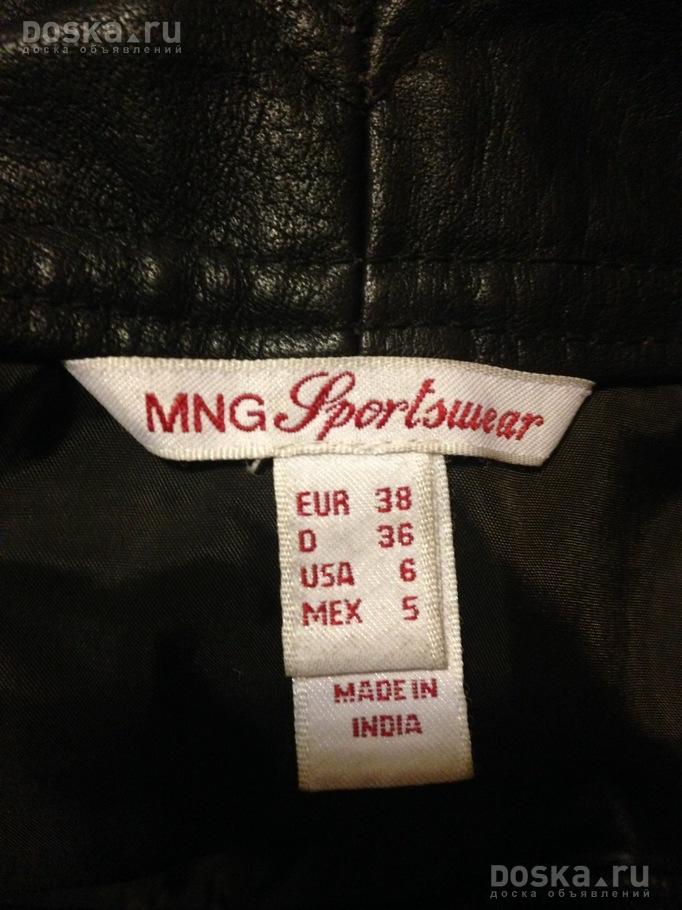 DOSKA.RU
доска объявлений
MNG Sportswear
EUR 38
D 36
USA 6
MEX 5
MADE IN
INDIA
DOSKA.RU
доска объявлений